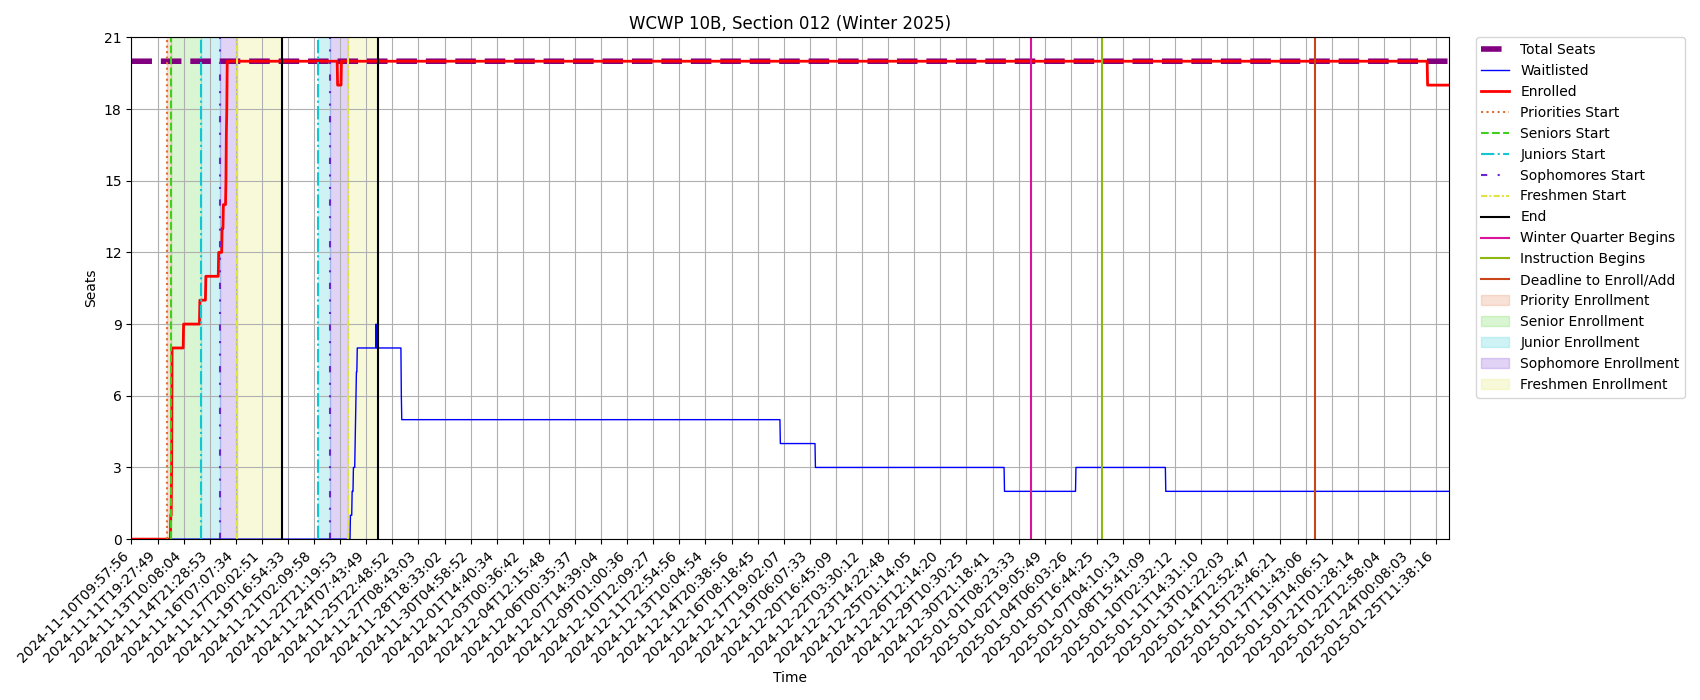 WCWP 10B, Section 012 (Winter 2025)
21
18
15
12
9
6
3
0
Seats
2024-11-10T09:57:56
2024-11-11T19:27:49
2024-11-13T10:08:04
2024-11-14T21:28:53
2024-11-16T07:07:34
2024-11-17T20:02:51
2024-11-19T16:54:33
2024-11-21T02:09:58
2024-11-22T21:19:53
2024-11-24T07:43:49
2024-11-25T22:48:52
2024-11-27T08:43:03
2024-11-28T18:33:02
2024-11-30T04:58:52
2024-12-01T14:40:34
2024-12-03T00:36:42
2024-12-04T12:15:48
2024-12-06T00:35:37
2024-12-07T14:39:04
2024-12-09T01:00:36
2024-12-10T12:09:27
2024-12-11T22:54:56
2024-12-13T10:04:54
2024-12-14T20:38:56
2024-12-16T08:18:45
2024-12-17T19:02:07
2024-12-19T06:07:33
2024-12-20T16:45:09
2024-12-22T03:30:12
2024-12-23T14:22:48
2024-12-25T01:14:05
2024-12-26T12:14:20
2024-12-29T10:30:25
2024-12-30T21:18:41
2025-01-01T08:23:33
2025-01-02T19:05:49
2025-01-04T06:03:26
2025-01-05T16:44:25
2025-01-07T04:10:13
2025-01-08T15:41:09
2025-01-10T02:32:12
2025-01-11T14:31:10
2025-01-13T01:22:03
2025-01-14T12:52:47
2025-01-15T23:46:21
2025-01-17T11:43:06
2025-01-19T14:06:51
2025-01-21T01:28:14
2025-01-22T12:58:04
2025-01-24T00:08:03
2025-01-25T11:38:16
Time
Total Seats
Waitlisted
Enrolled
Priorities Start
Seniors Start
Juniors Start
Sophomores Start
Freshmen Start
End
Winter Quarter Begins
Instruction Begins
Deadline to Enroll/Add
Priority Enrollment
Senior Enrollment
Junior Enrollment
Sophomore Enrollment
Freshmen Enrollment